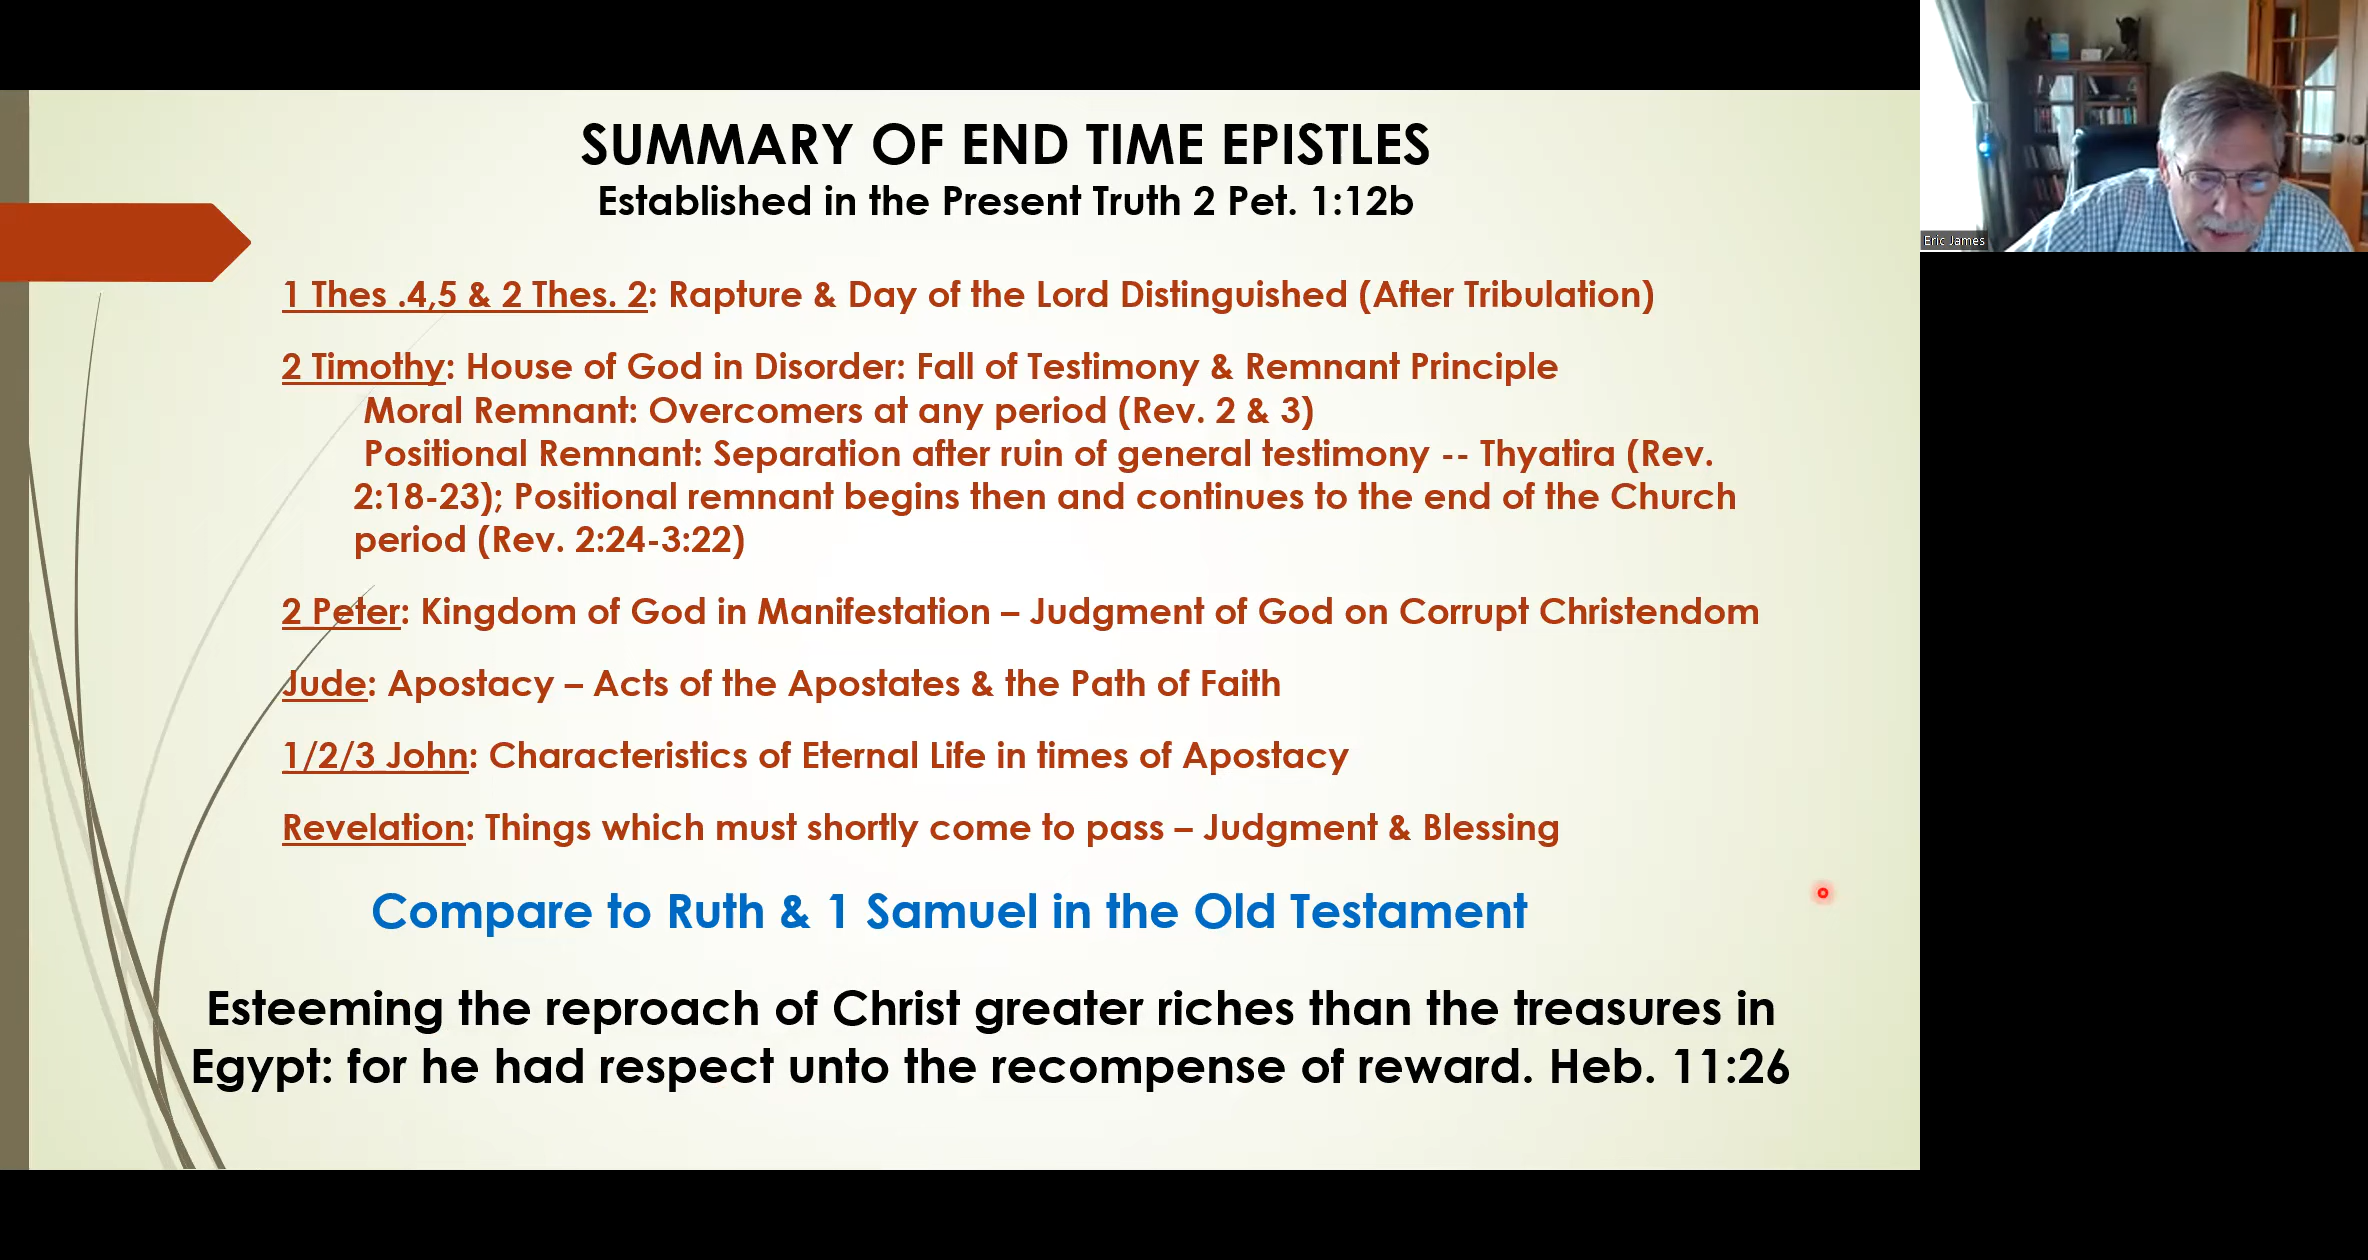 SUMMARY OF END TIME EPISTLES
Established in the Present Truth 2 Pet. 1:12b
1 Thes .4,5 & 2 Thes. 2: Rapture & Day of the Lord Distinguished (After Tribulation)
2 Timothy: House of God in Disorder: Fall of Testimony & Remnant Principle
Moral Remnant: Overcomers at any period (Rev. 2 & 3)
Positional Remnant: Separation after ruin of general testimony -- Thyatira (Rev.
2:18-23); Positional remnant begins then and continues to the end of the Church
period (Rev. 2:24-3:22)
2 Peter: Kingdom of God in Manifestation – Judgment of God on Corrupt Christendom
Jude: Apostacy – Acts of the Apostates & the Path of Faith
1/2/3 John: Characteristics of Eternal Life in times of Apostacy
Revelation: Things which must shortly come to pass – Judgment & Blessing
Compare to Ruth & 1 Samuel in the Old Testament
Esteeming the reproach of Christ greater riches than the treasures in
Egypt: for he had respect unto the recompense of reward. Heb. 11:26
Eric James